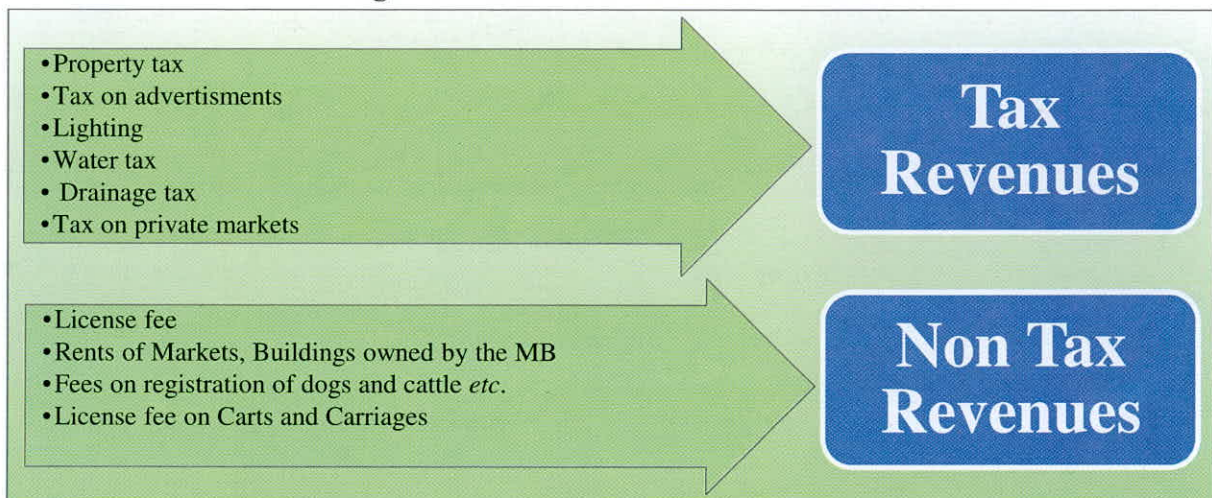 •Property tax
•Tax on advertisments
•Lighting
•Water tax
• Drainage tax
•Tax on private markets
Tax
Revenues
•License fee
•Rents of Markets, Buildings owned by the MB
•Fees on registration of dogs and cattle etc.
•License fee on Carts and Carriages
Non Tax
Revenues